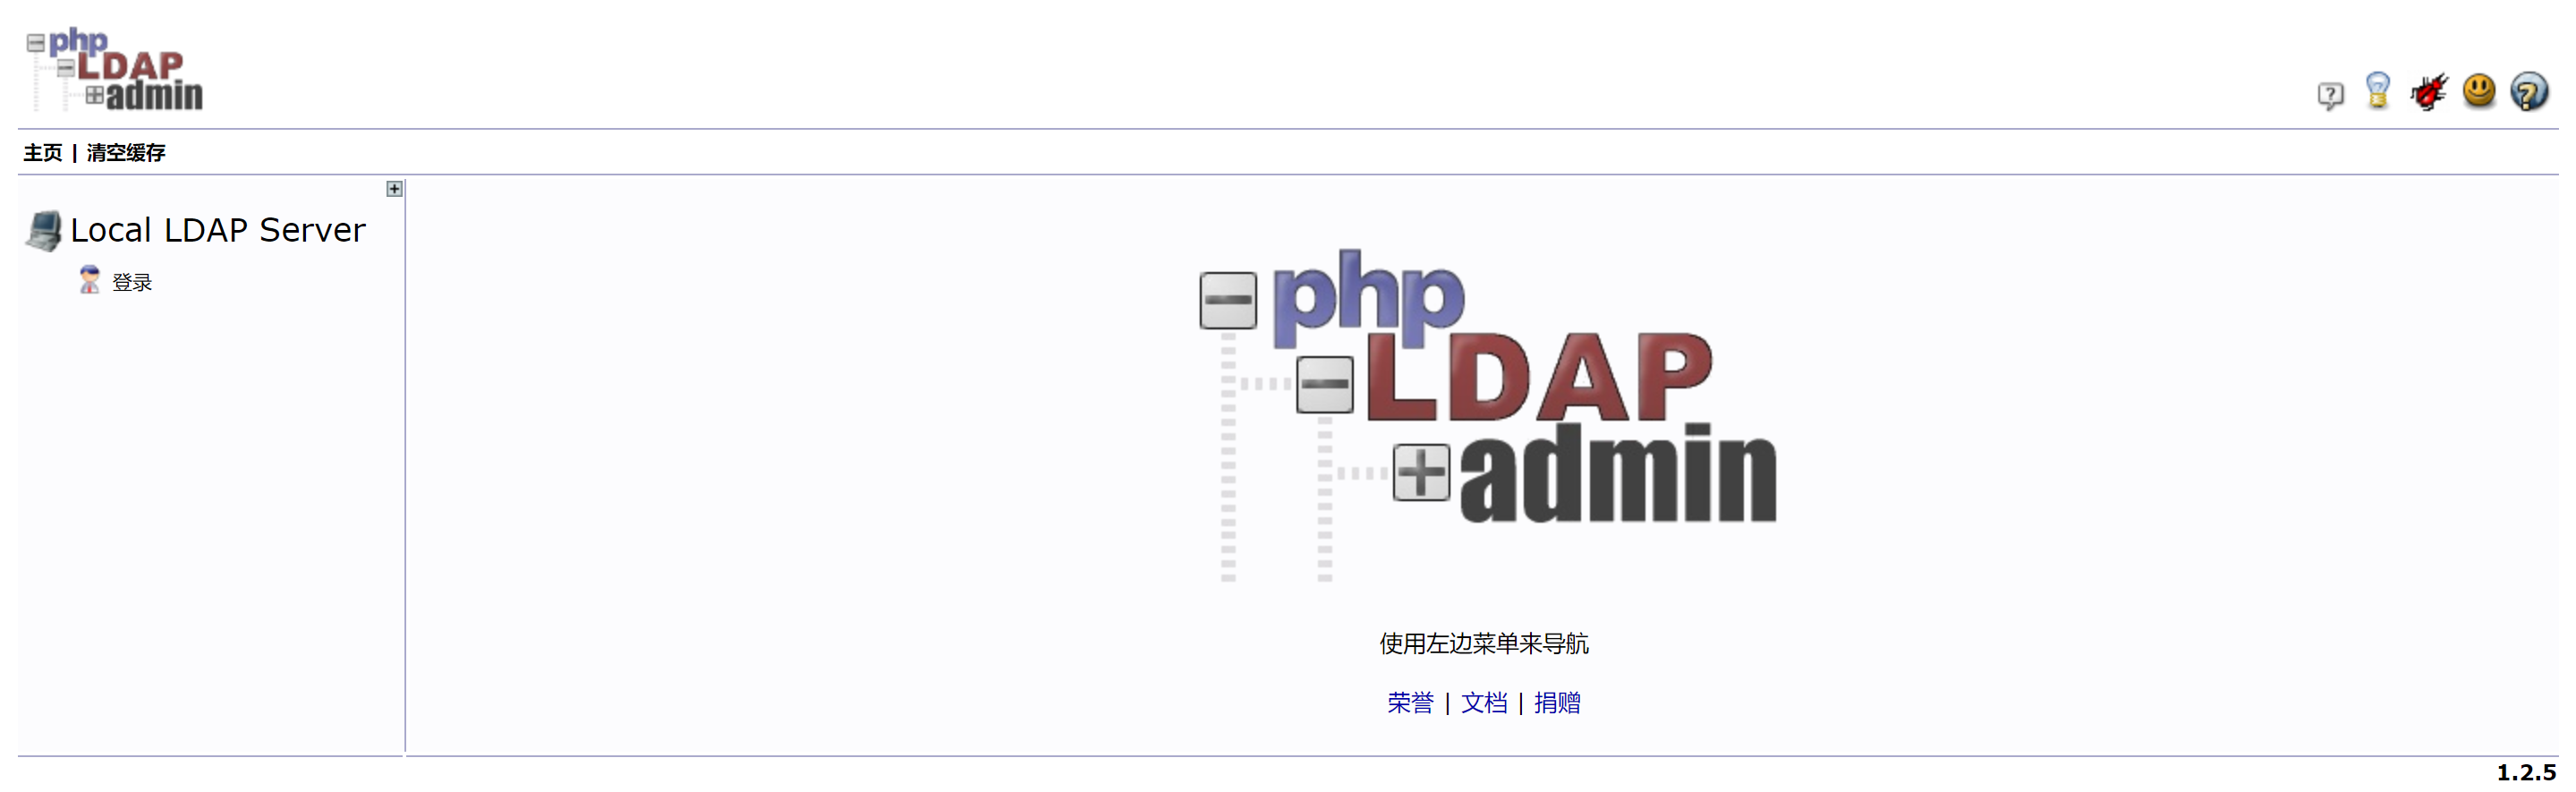 php
LDAP
admin
主页 | 清空缓存
Local LDAP Server
登录
php
LDAP
admin
使用左边菜单来导航
荣誉 | 文档 | 捐赠
1.2.5